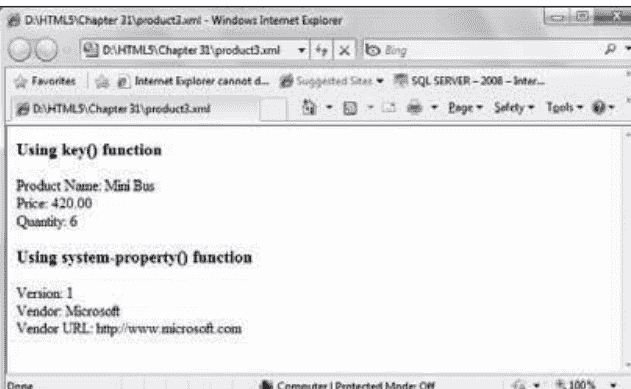 D:\HTML5\Chapter 31\product3.xml - Windows Internet Explorer
D:\HTML5\Chapter 31\product3.xml
Bing
Favorites Internet Explorer cannot d... Suggested Sites SQL SERVER – 2008 – Inter...
D:\HTML5\Chapter 31\product3.xml Page Safety Tools
Using key() function
Product Name: Mini Bus
Price: 420.00
Quantity: 6
Using system-property() function
Version: 1
Vendor: Microsoft
Vendor URL: http://www.microsoft.com
Done Computer | Protected Mode: Off 100%